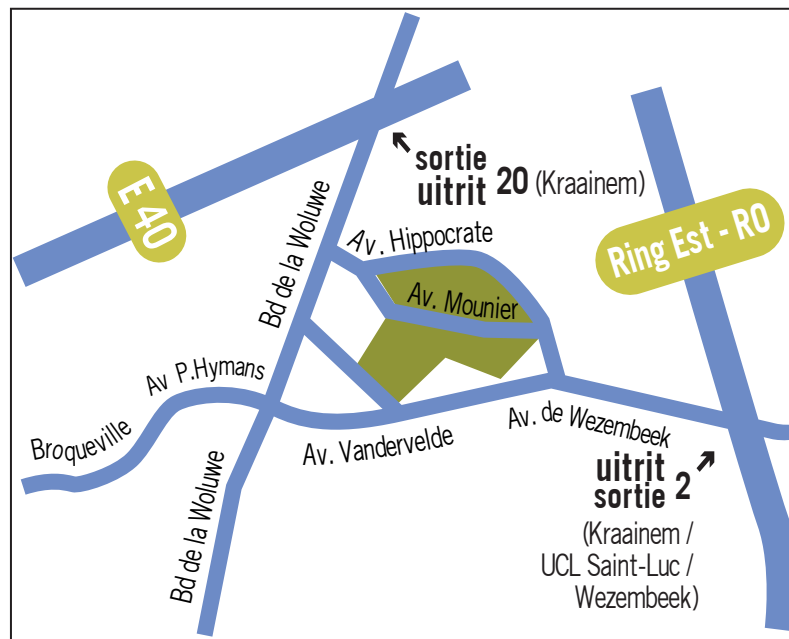 E 40
sortie
uitrit 20 (Kraainem)
Ring Est - RO
Bd de la Woluwe
Av. Hippocrate
Av. Mounier
Av P.Hymans
Broqueville
Av. Vandervelde
Av. de Wezembeek
Bd de la Woluwe
uitrit
sortie 2
(Kraainem /
UCL Saint-Luc /
Wezembeek)